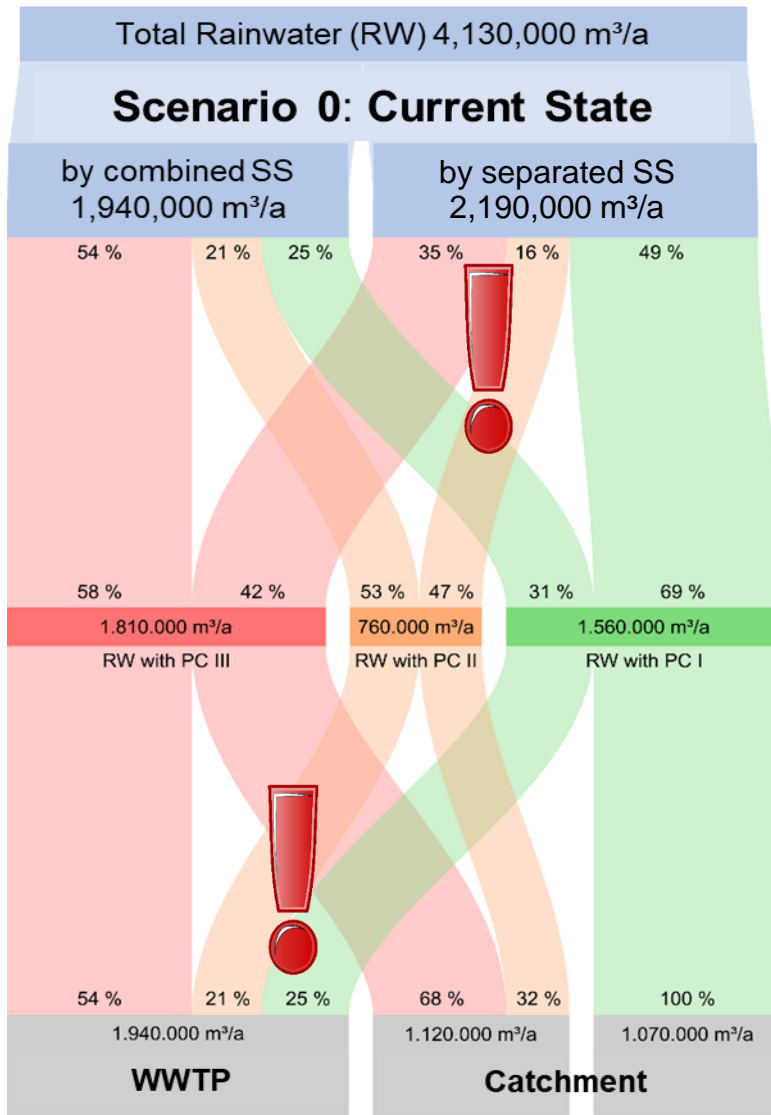 Total Rainwater (RW) 4,130,000 m³/a
Scenario 0: Current State
by combined SS
1,940,000 m³/a
by separated SS
2,190,000 m³/a
54 % 21 % 25 % 35 % 16 % 49 %
58 % 42 % 53 % 47 % 31 % 69 %
1.810.000 m³/a 760.000 m³/a 1.560.000 m³/a
RW with PC III RW with PC II RW with PC I
54 % 21 % 25 % 68 % 32 % 100 %
1.940.000 m³/a 1.120.000 m³/a 1.070.000 m³/a
WWTP Catchment